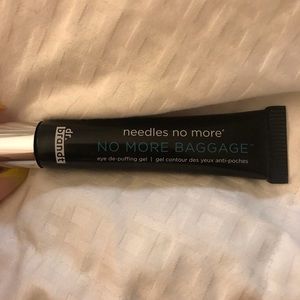 dr.
brandt
needles no more®
NO MORE BAGGAGE™
eye de-puffing gel | gel contour des yeux anti-poches